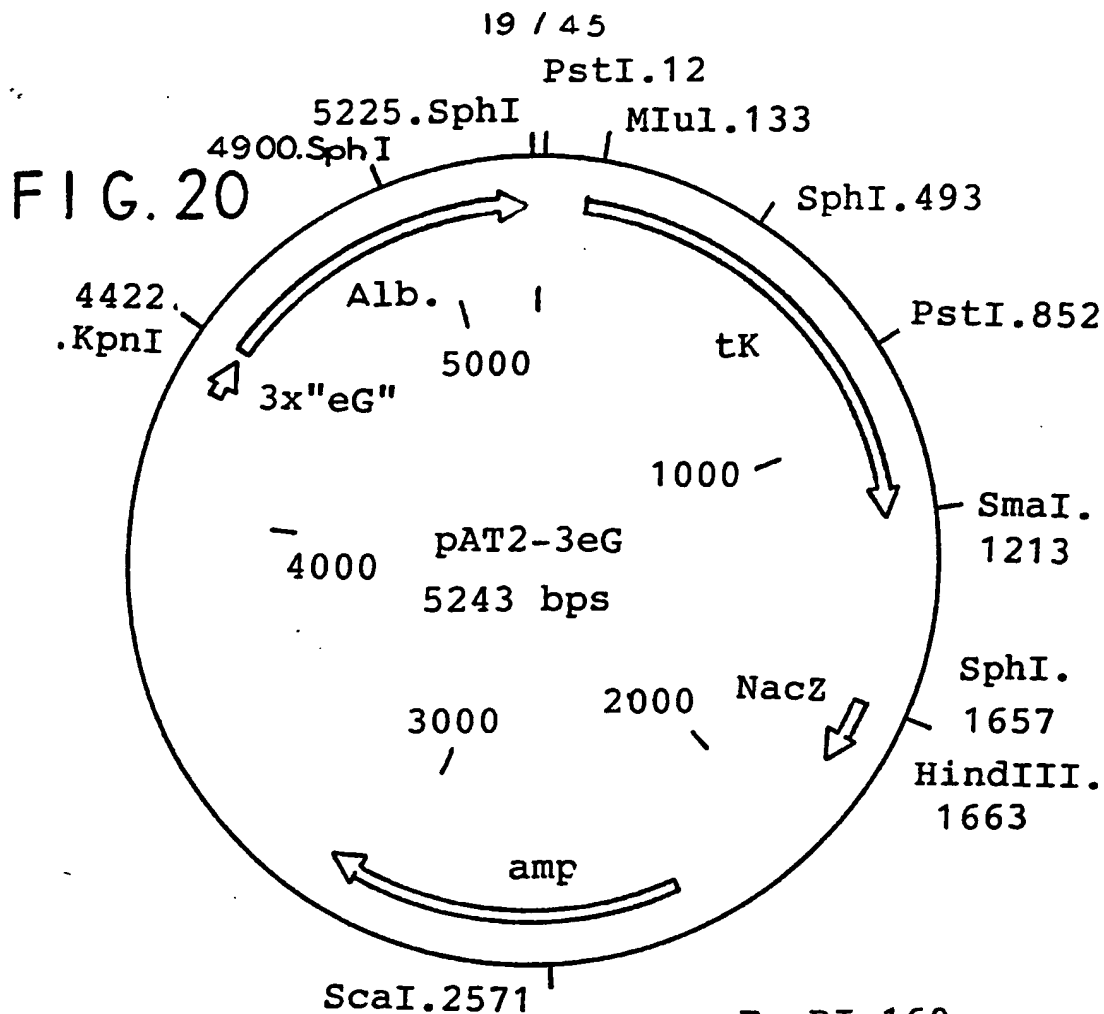 19 / 45
PstI.12
5225.SphI
MIu1.133
4900.SphI
FIG. 20
SphI.493
4422.
.KpnI
Alb.
PstI.852
tK
5000
3x"eG"
1000
SmaI.
1213
pAT2-3eG
4000
5243 bps
SphI.
1657
NacZ
2000
3000
HindIII.
1663
amp
ScaI.2571